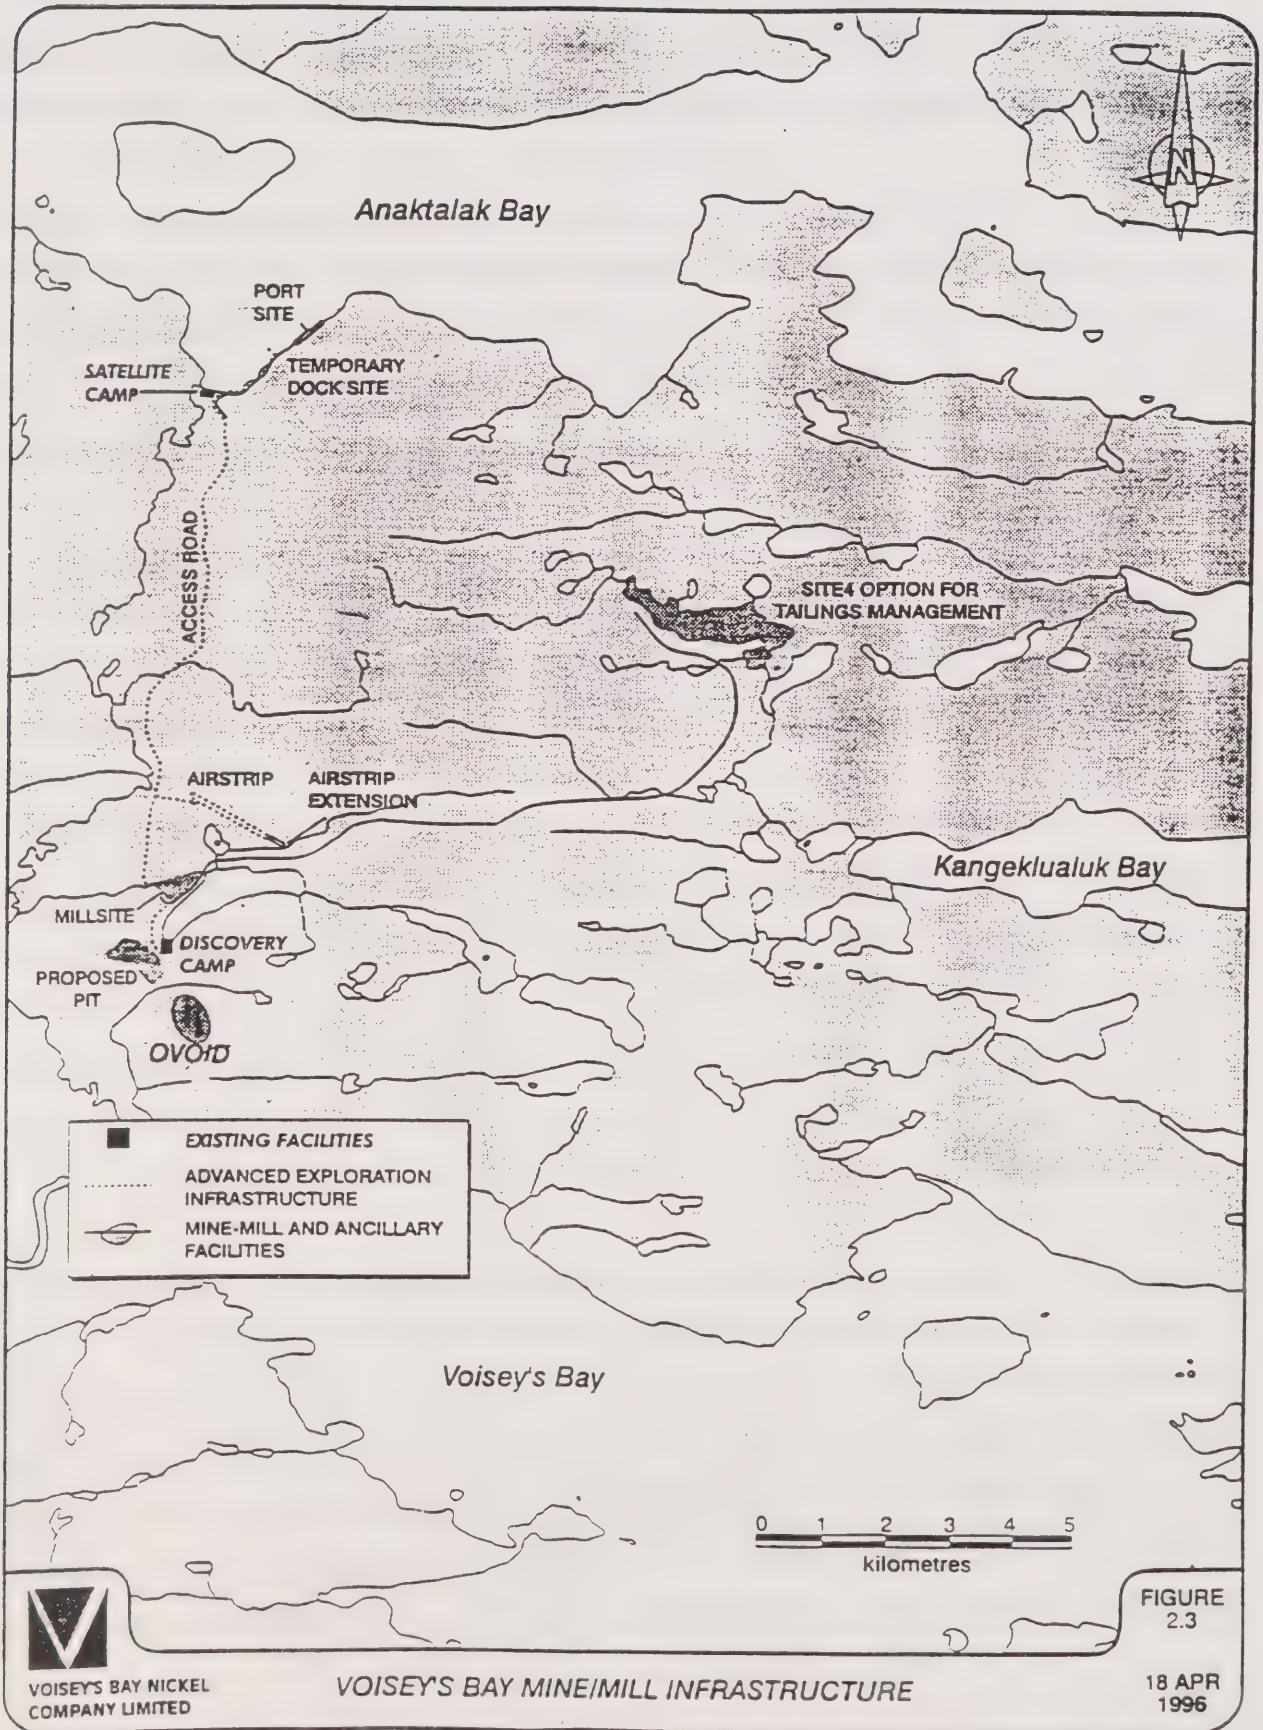 N
Anaktalak Bay
PORT
SITE
SATELLITE
CAMP
TEMPORARY
DOCK SITE
ACCESS ROAD
SITE4 OPTION FOR
TAILINGS MANAGEMENT
AIRSTRIP
AIRSTRIP
EXTENSION
Kangeklualuk Bay
MILLSITE
DISCOVERY
CAMP
PROPOSED
PIT
OVOID
EXISTING FACILITIES
ADVANCED EXPLORATION
INFRASTRUCTURE
MINE-MILL AND ANCILLARY
FACILITIES
Voisey's Bay
0 1 2 3 4 5
kilometres
FIGURE
2.3
V
VOISEY'S BAY NICKEL
COMPANY LIMITED
VOISEY'S BAY MINE/MILL INFRASTRUCTURE
18 APR
1996